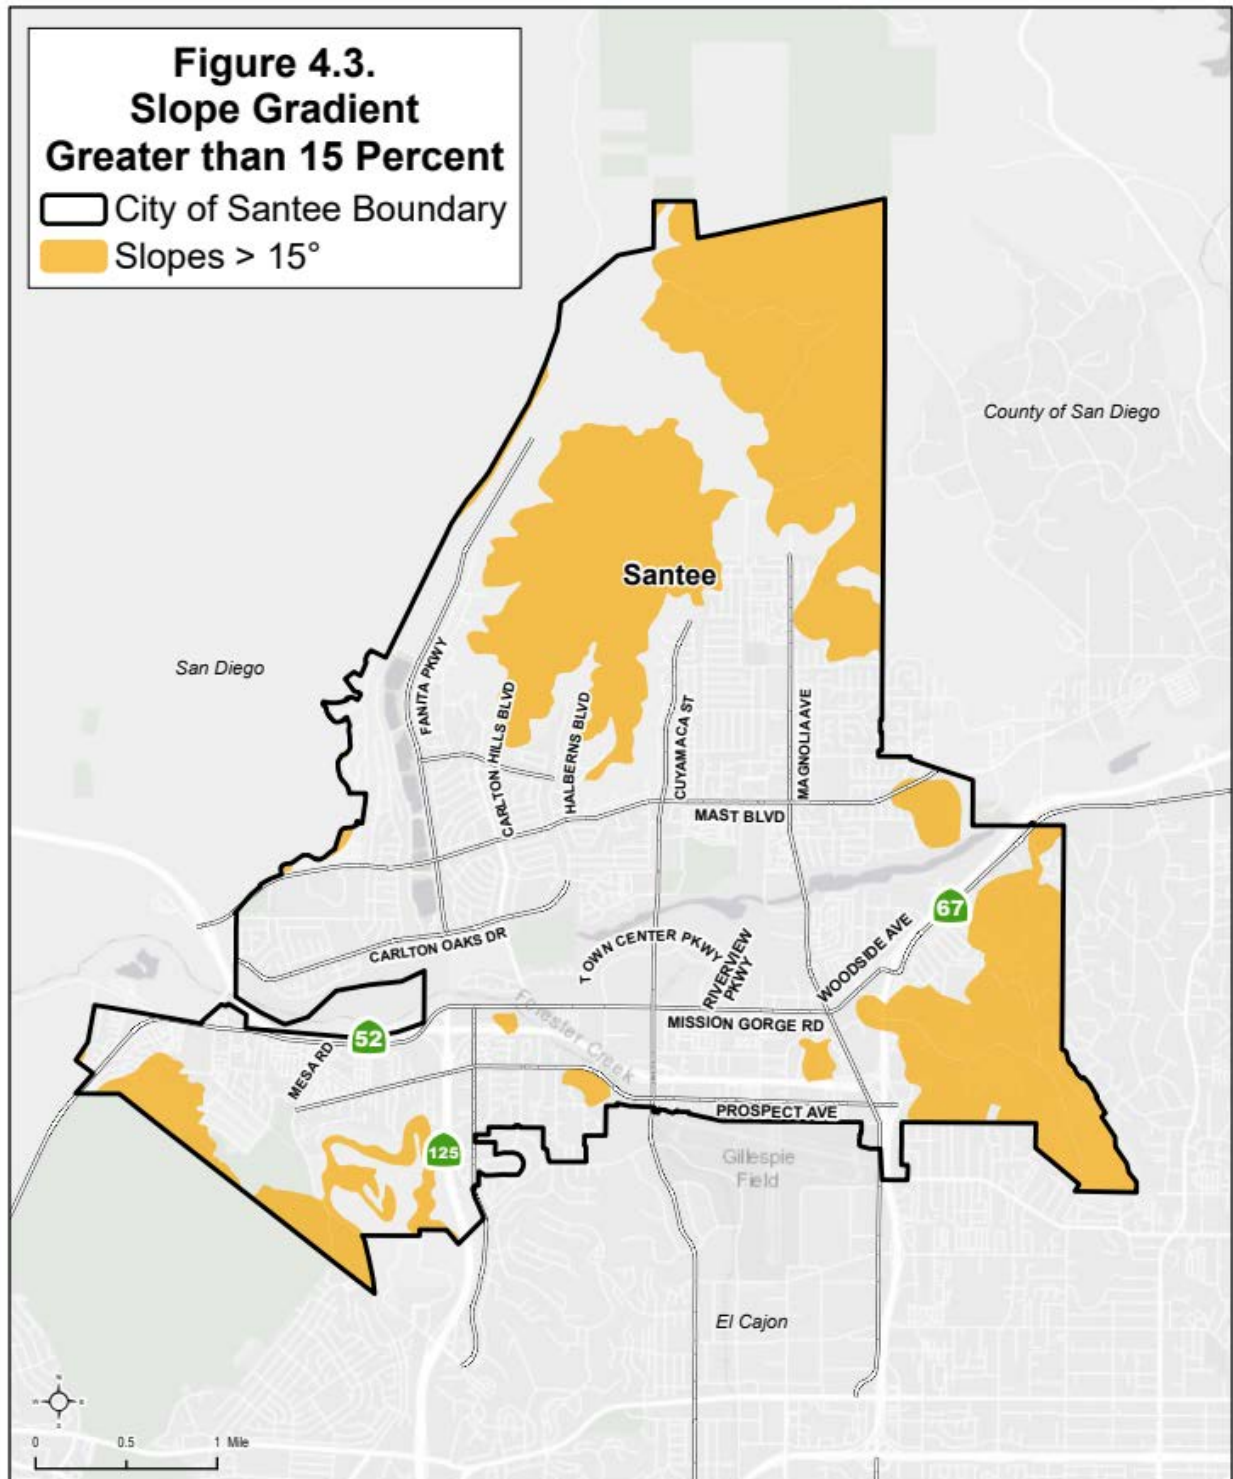 Figure 4.3.
Slope Gradient
Greater than 15 Percent
City of Santee Boundary
Slopes > 15°
County of San Diego
Santee
San Diego
FANITA PKWY
CARLTON HILLS BLVD
HALBERNS BLVD
CUYAMACA ST
MAGNOLIA AVE
MAST BLVD
67
CARLTON OAKS DR
TOWN CENTER PKWY
RIVERVIEW
PKWY
WOODSIDE AVE
Forester Creek
MISSION GORGE RD
52
MESA RD
PROSPECT AVE
125
Gillespie
Field
El Cajon
N
W
E
S
0 0.5 1 Mile